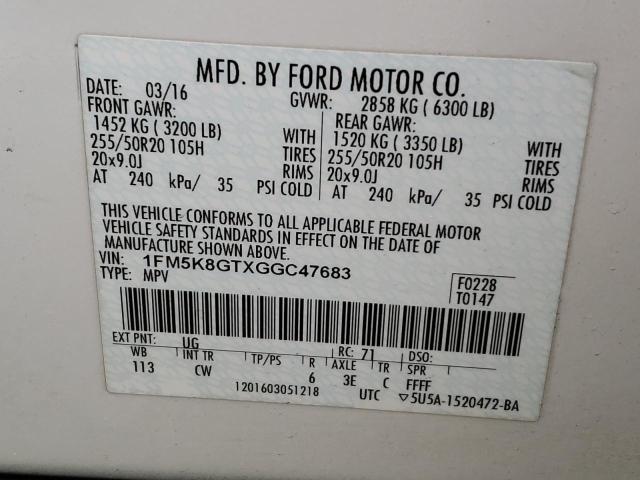 MFD. BY FORD MOTOR CO.
DATE: 03/16 GVWR: 2858 KG ( 6300 LB)
FRONT GAWR: REAR GAWR:
1452 KG ( 3200 LB) WITH 1520 KG ( 3350 LB) WITH
255/50R20 105H TIRES 255/50R20 105H TIRES
20x9.0J RIMS 20x9.0J RIMS
AT 240 kPa/ 35 PSI COLD AT 240 kPa/ 35 PSI COLD
THIS VEHICLE CONFORMS TO ALL APPLICABLE FEDERAL MOTOR
VEHICLE SAFETY STANDARDS IN EFFECT ON THE DATE OF
MANUFACTURE SHOWN ABOVE.
VIN: 1FM5K8GTXGGC47683
TYPE: MPV
F0228
T0147
EXT PNT: UG RC: 71 DSO:
WB INT TR TP/PS R AXLE TR SPR
113 CW 6 3E C FFFF
1201603051218 UTC ▽5U5A-1520472-BA